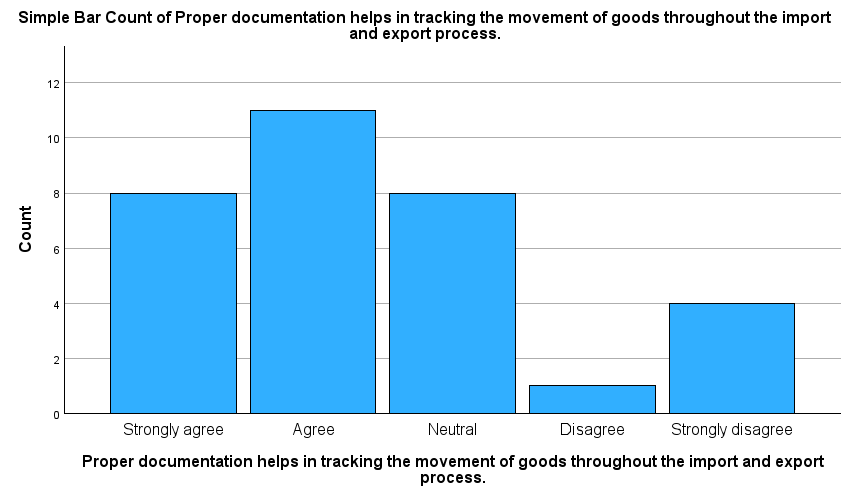 Simple Bar Count of Proper documentation helps in tracking the movement of goods throughout the import
and export process.
12
10
8
6
4
2
0
Count
Strongly agree
Agree
Neutral
Disagree
Strongly disagree
Proper documentation helps in tracking the movement of goods throughout the import and export
process.